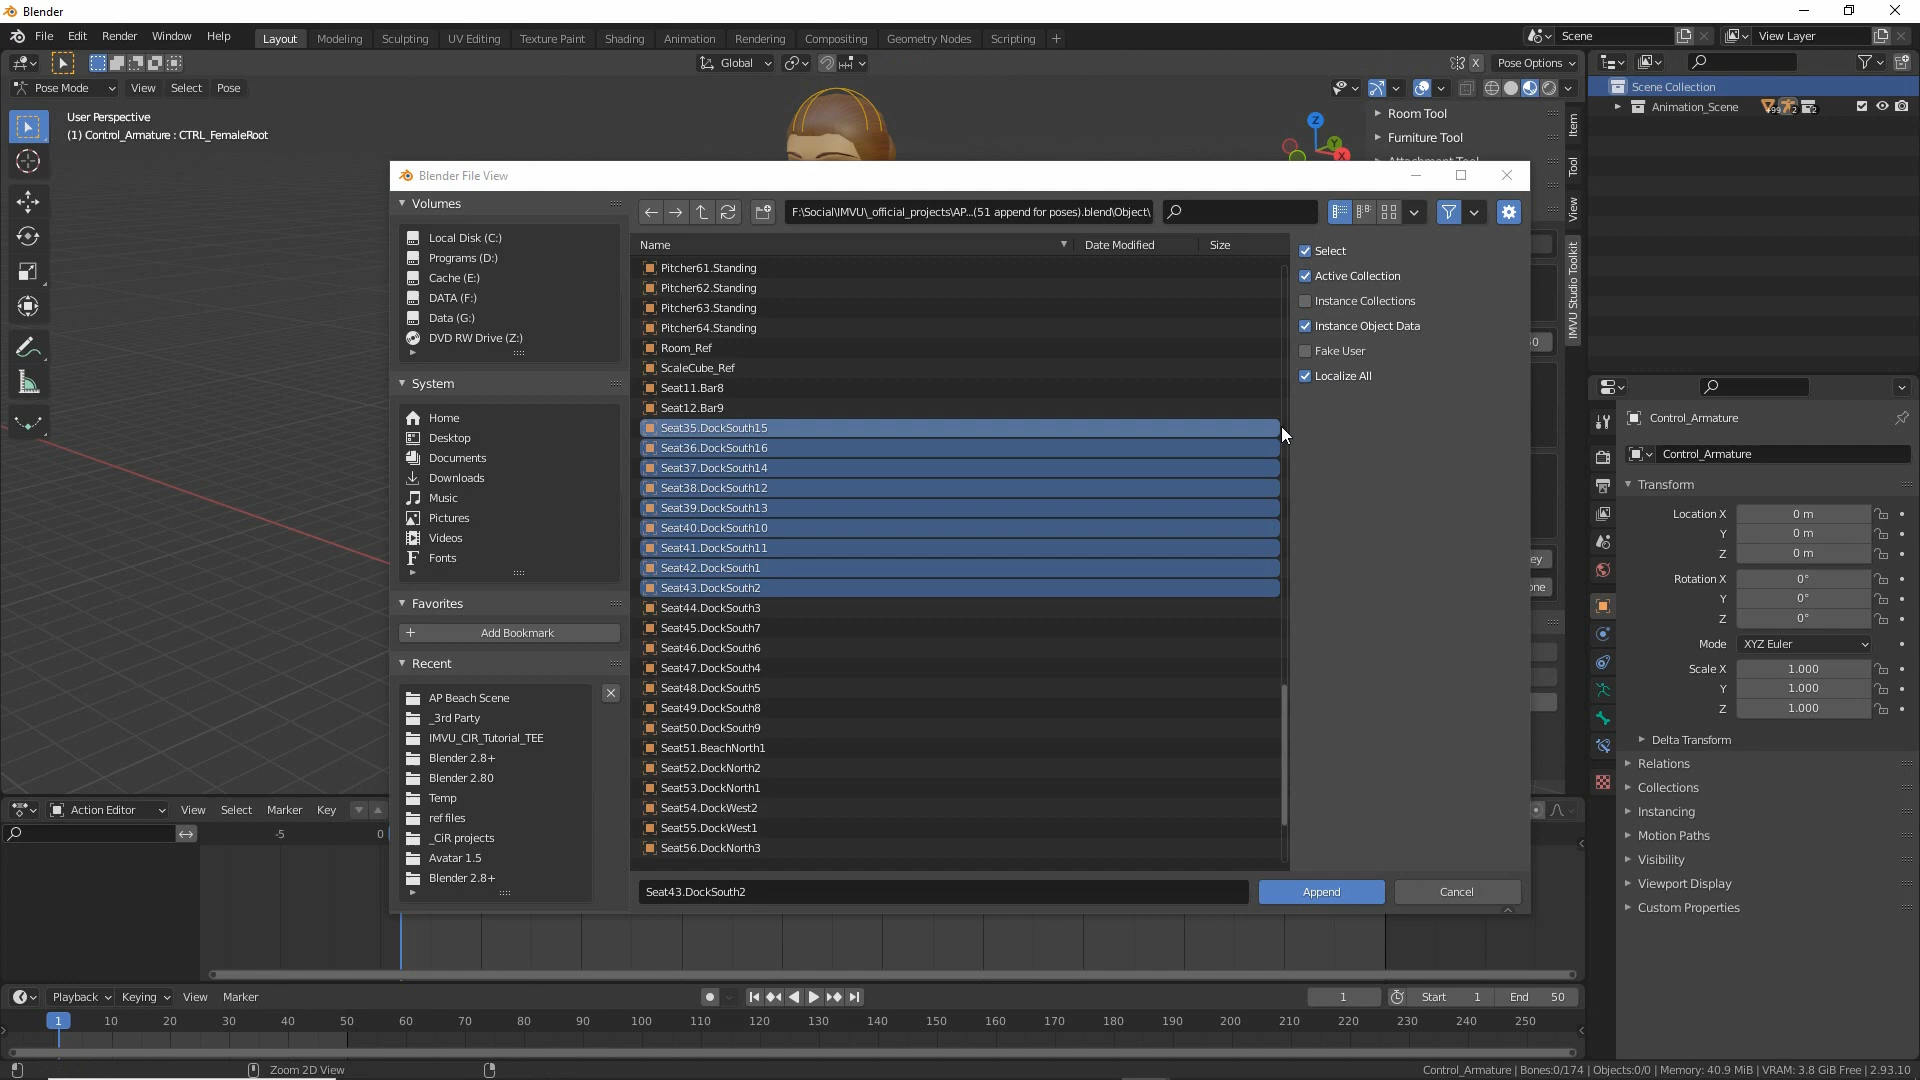 Blender
File Edit Render Window Help
Layout Modeling Sculpting UV Editing Texture Paint Shading Animation Rendering Compositing Geometry Nodes Scripting +
Scene
View Layer
Global
X Pose Options
Pose Mode View Select Pose
User Perspective
(1) Control_Armature : CTRL_FemaleRoot
Z
Y
X
Room Tool
Furniture Tool
Item
Tool
View
IMVU Studio Toolkit
Scene Collection
Animation_Scene
Blender File View
Volumes
Local Disk (C:)
Programs (D:)
Cache (E:)
DATA (F:)
Data (G:)
DVD RW Drive (Z:)
System
Home
Desktop
Documents
Downloads
Music
Pictures
Videos
Fonts
Favorites
+ Add Bookmark
Recent
AP Beach Scene
_3rd Party
IMVU_CIR_Tutorial_TEE
Blender 2.8+
Blender 2.80
Temp
ref files
_CiR projects
Avatar 1.5
Blender 2.8+
F:\Social\IMVU\_official_projects\AP...(51 append for poses).blend\Object\
Name Date Modified Size
Pitcher61.Standing
Pitcher62.Standing
Pitcher63.Standing
Pitcher64.Standing
Room_Ref
ScaleCube_Ref
Seat11.Bar8
Seat12.Bar9
Seat35.DockSouth15
Seat36.DockSouth16
Seat37.DockSouth14
Seat38.DockSouth12
Seat39.DockSouth13
Seat40.DockSouth10
Seat41.DockSouth11
Seat42.DockSouth1
Seat43.DockSouth2
Seat44.DockSouth3
Seat45.DockSouth7
Seat46.DockSouth6
Seat47.DockSouth4
Seat48.DockSouth5
Seat49.DockSouth8
Seat50.DockSouth9
Seat51.BeachNorth1
Seat52.DockNorth2
Seat53.DockNorth1
Seat54.DockWest2
Seat55.DockWest1
Seat56.DockNorth3
Select
Active Collection
Instance Collections
Instance Object Data
Fake User
Localize All
Seat43.DockSouth2
Append
Cancel
Control_Armature
Control_Armature
Transform
Location X 0 m
Y 0 m
Z 0 m
Rotation X 0°
Y 0°
Z 0°
Mode XYZ Euler
Scale X 1.000
Y 1.000
Z 1.000
Delta Transform
Relations
Collections
Instancing
Motion Paths
Visibility
Viewport Display
Custom Properties
Action Editor View Select Marker Key
-5 0
Playback Keying View Marker
1
Start 1
End 50
1 10 20 30 40 50 60 70 80 90 100 110 120 130 140 150 160 170 180 190 200 210 220 230 240 250
Zoom 2D View
Control_Armature | Bones:0/174 | Objects:0/0 | Memory: 40.9 MiB | VRAM: 3.8 GiB Free | 2.93.10